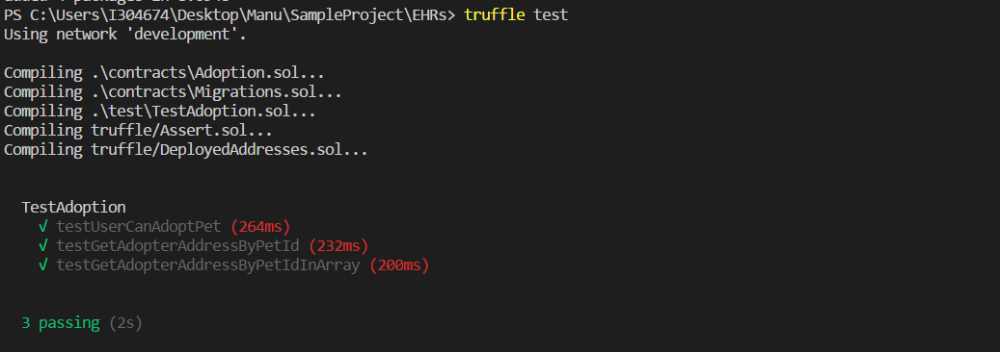 PS C:\Users\I304674\Desktop\Manu\SampleProject\EHRs> truffle test
Using network 'development'.
Compiling .\contracts\Adoption.sol...
Compiling .\contracts\Migrations.sol...
Compiling .\test\TestAdoption.sol...
Compiling truffle/Assert.sol...
Compiling truffle/DeployedAddresses.sol...
TestAdoption
√ testUserCanAdoptPet (264ms)
√ testGetAdopterAddressByPetId (232ms)
√ testGetAdopterAddressByPetIdInArray (200ms)
3 passing (2s)